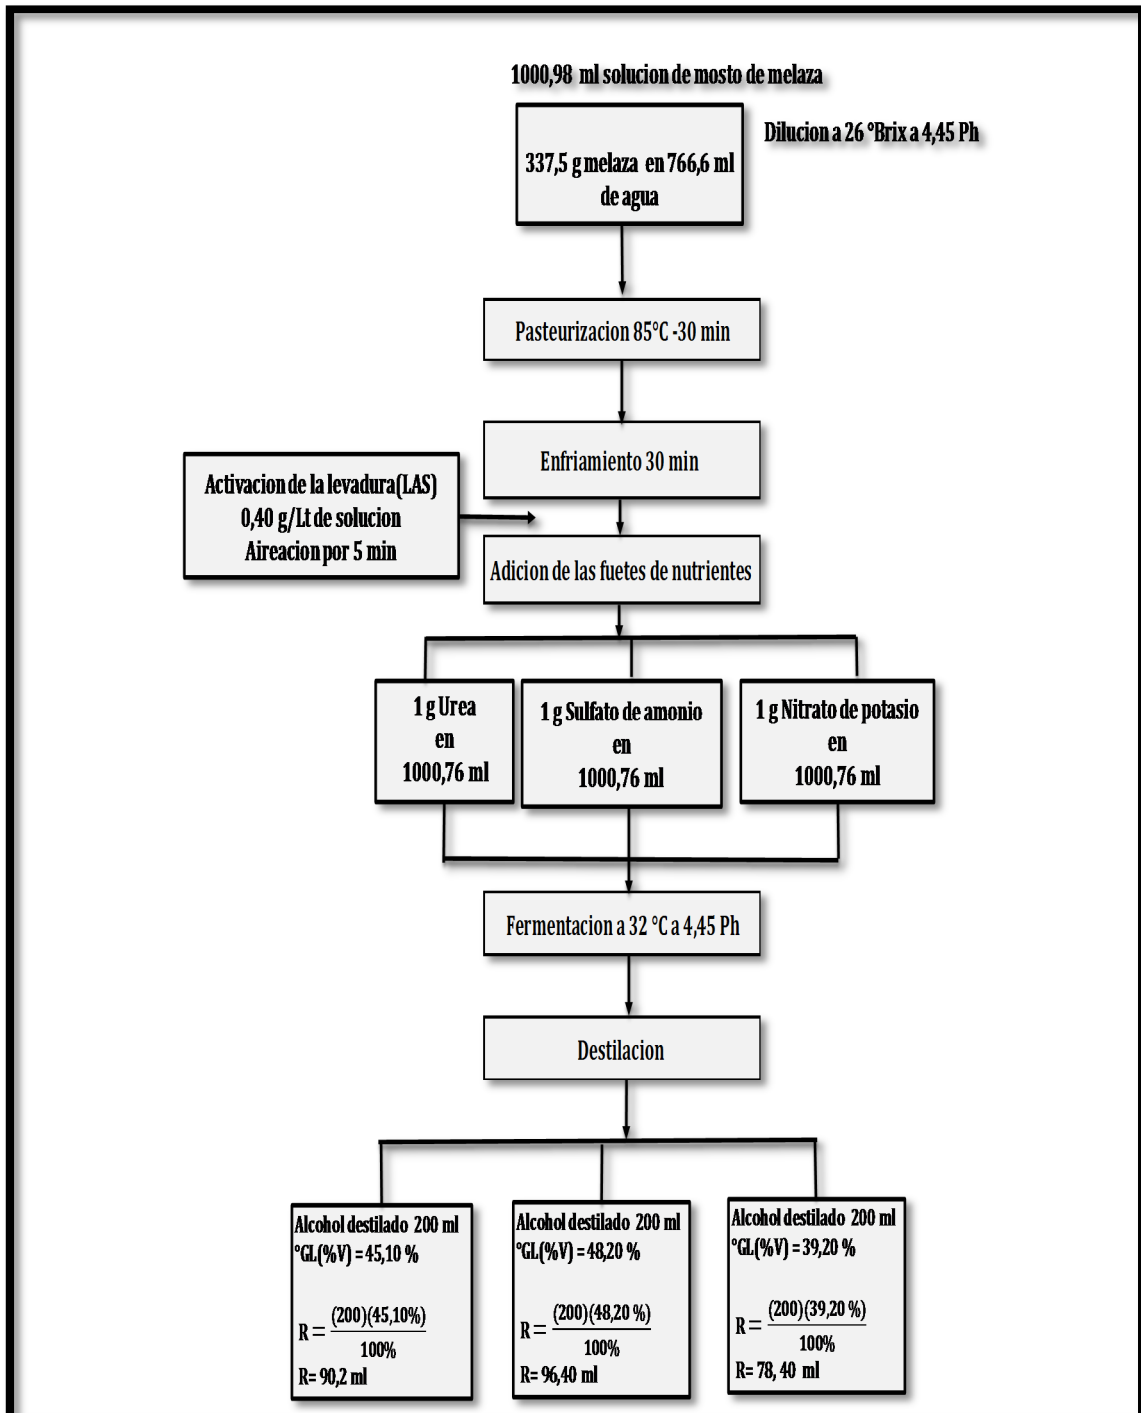 1000,98 ml solucion de mosto de melaza
Dilucion a 26 °Brix a 4,45 Ph
337,5 g melaza en 766,6 ml
de agua
Pasteurizacion 85°C -30 min
Enfriamiento 30 min
Activacion de la levadura(LAS)
0,40 g/Lt de solucion
Aireacion por 5 min
Adicion de las fuetes de nutrientes
1 g Urea
en
1000,76 ml
1 g Sulfato de amonio
en
1000,76 ml
1 g Nitrato de potasio
en
1000,76 ml
Fermentacion a 32 °C a 4,45 Ph
Destilacion
Alcohol destilado 200 ml
°GL(%V) = 45,10 %
R = (200)(45,10%)
100%
R= 90,2 ml
Alcohol destilado 200 ml
°GL(%V) = 48,20 %
R = (200)(48,20 %)
100%
R= 96,40 ml
Alcohol destilado 200 ml
°GL(%V) = 39,20 %
R = (200)(39,20 %)
100%
R= 78, 40 ml